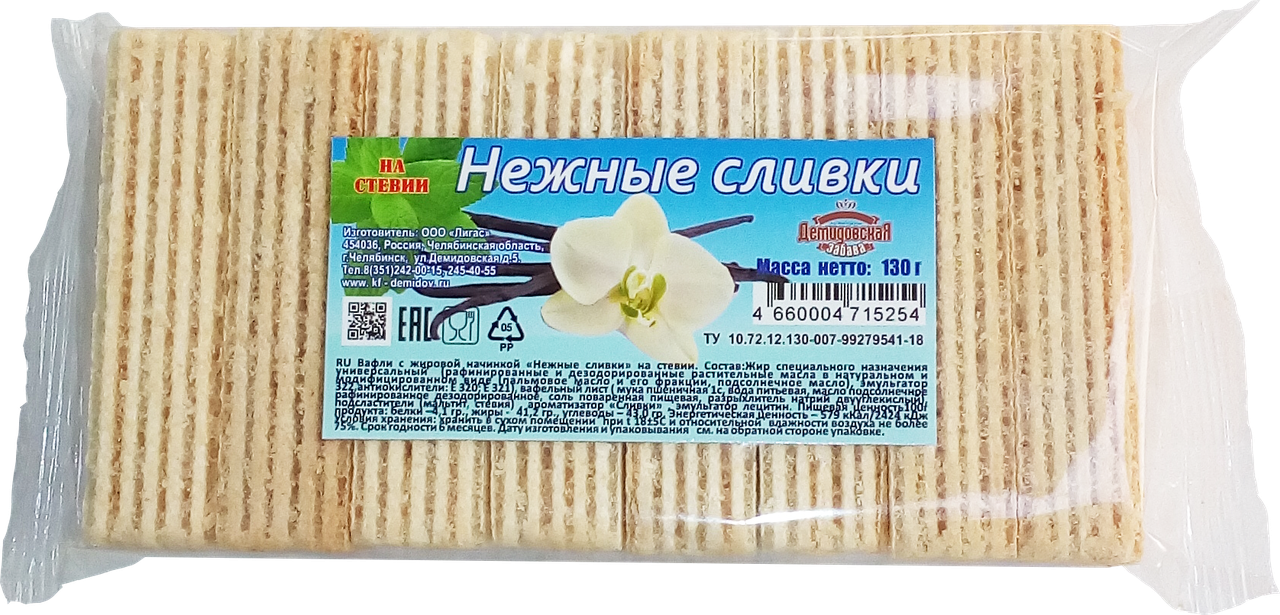 НА
СТЕВИИ
Нежные сливки
Изготовитель: ООО «Лигас»
454036, Россия, Челябинская область,
г.Челябинск, ул.Демидовская д.5.
Тел.8(351)242-00-15, 245-40-55
www. kf - demidov. ru
Демидовская
забава
Масса нетто: 130 г
4 660004 715254
ТУ 10.72.12.130-007-99279541-18
EAC
05
PP
RU Вафли с жировой начинкой «Нежные сливки» на стевии. Состав:Жир специального назначения
универсальный (рафинированные и дезодорированные растительные масла в натуральном и
модифицированном виде (пальмовое масло и его фракции, подсолнечное масло), эмульгатор
322,антиокислители: Е 320; Е 321), вафельный лист ( мука пшеничная 1с, вода питьевая, масло подсолнечное
рафинированное дезодорированное, соль поваренная пищевая, разрыхлитель натрий двууглекислый),
подсластители (мальтит, стевия) , ароматизатор «Сливки» , эмульгатор лецитин. Пищевая ценность100г
продукта: белки –4,1 гр., жиры - 41,2 гр., углеводы – 43,0 гр. Энергетическая ценность – 579 кКал/2424 кДж
Условия хранения: хранить в сухом помещении при t 18±5С и относительной влажности воздуха не более
75%. Срок годности 6 месяцев. Дату изготовления и упаковывания см. на обратной стороне упаковке.